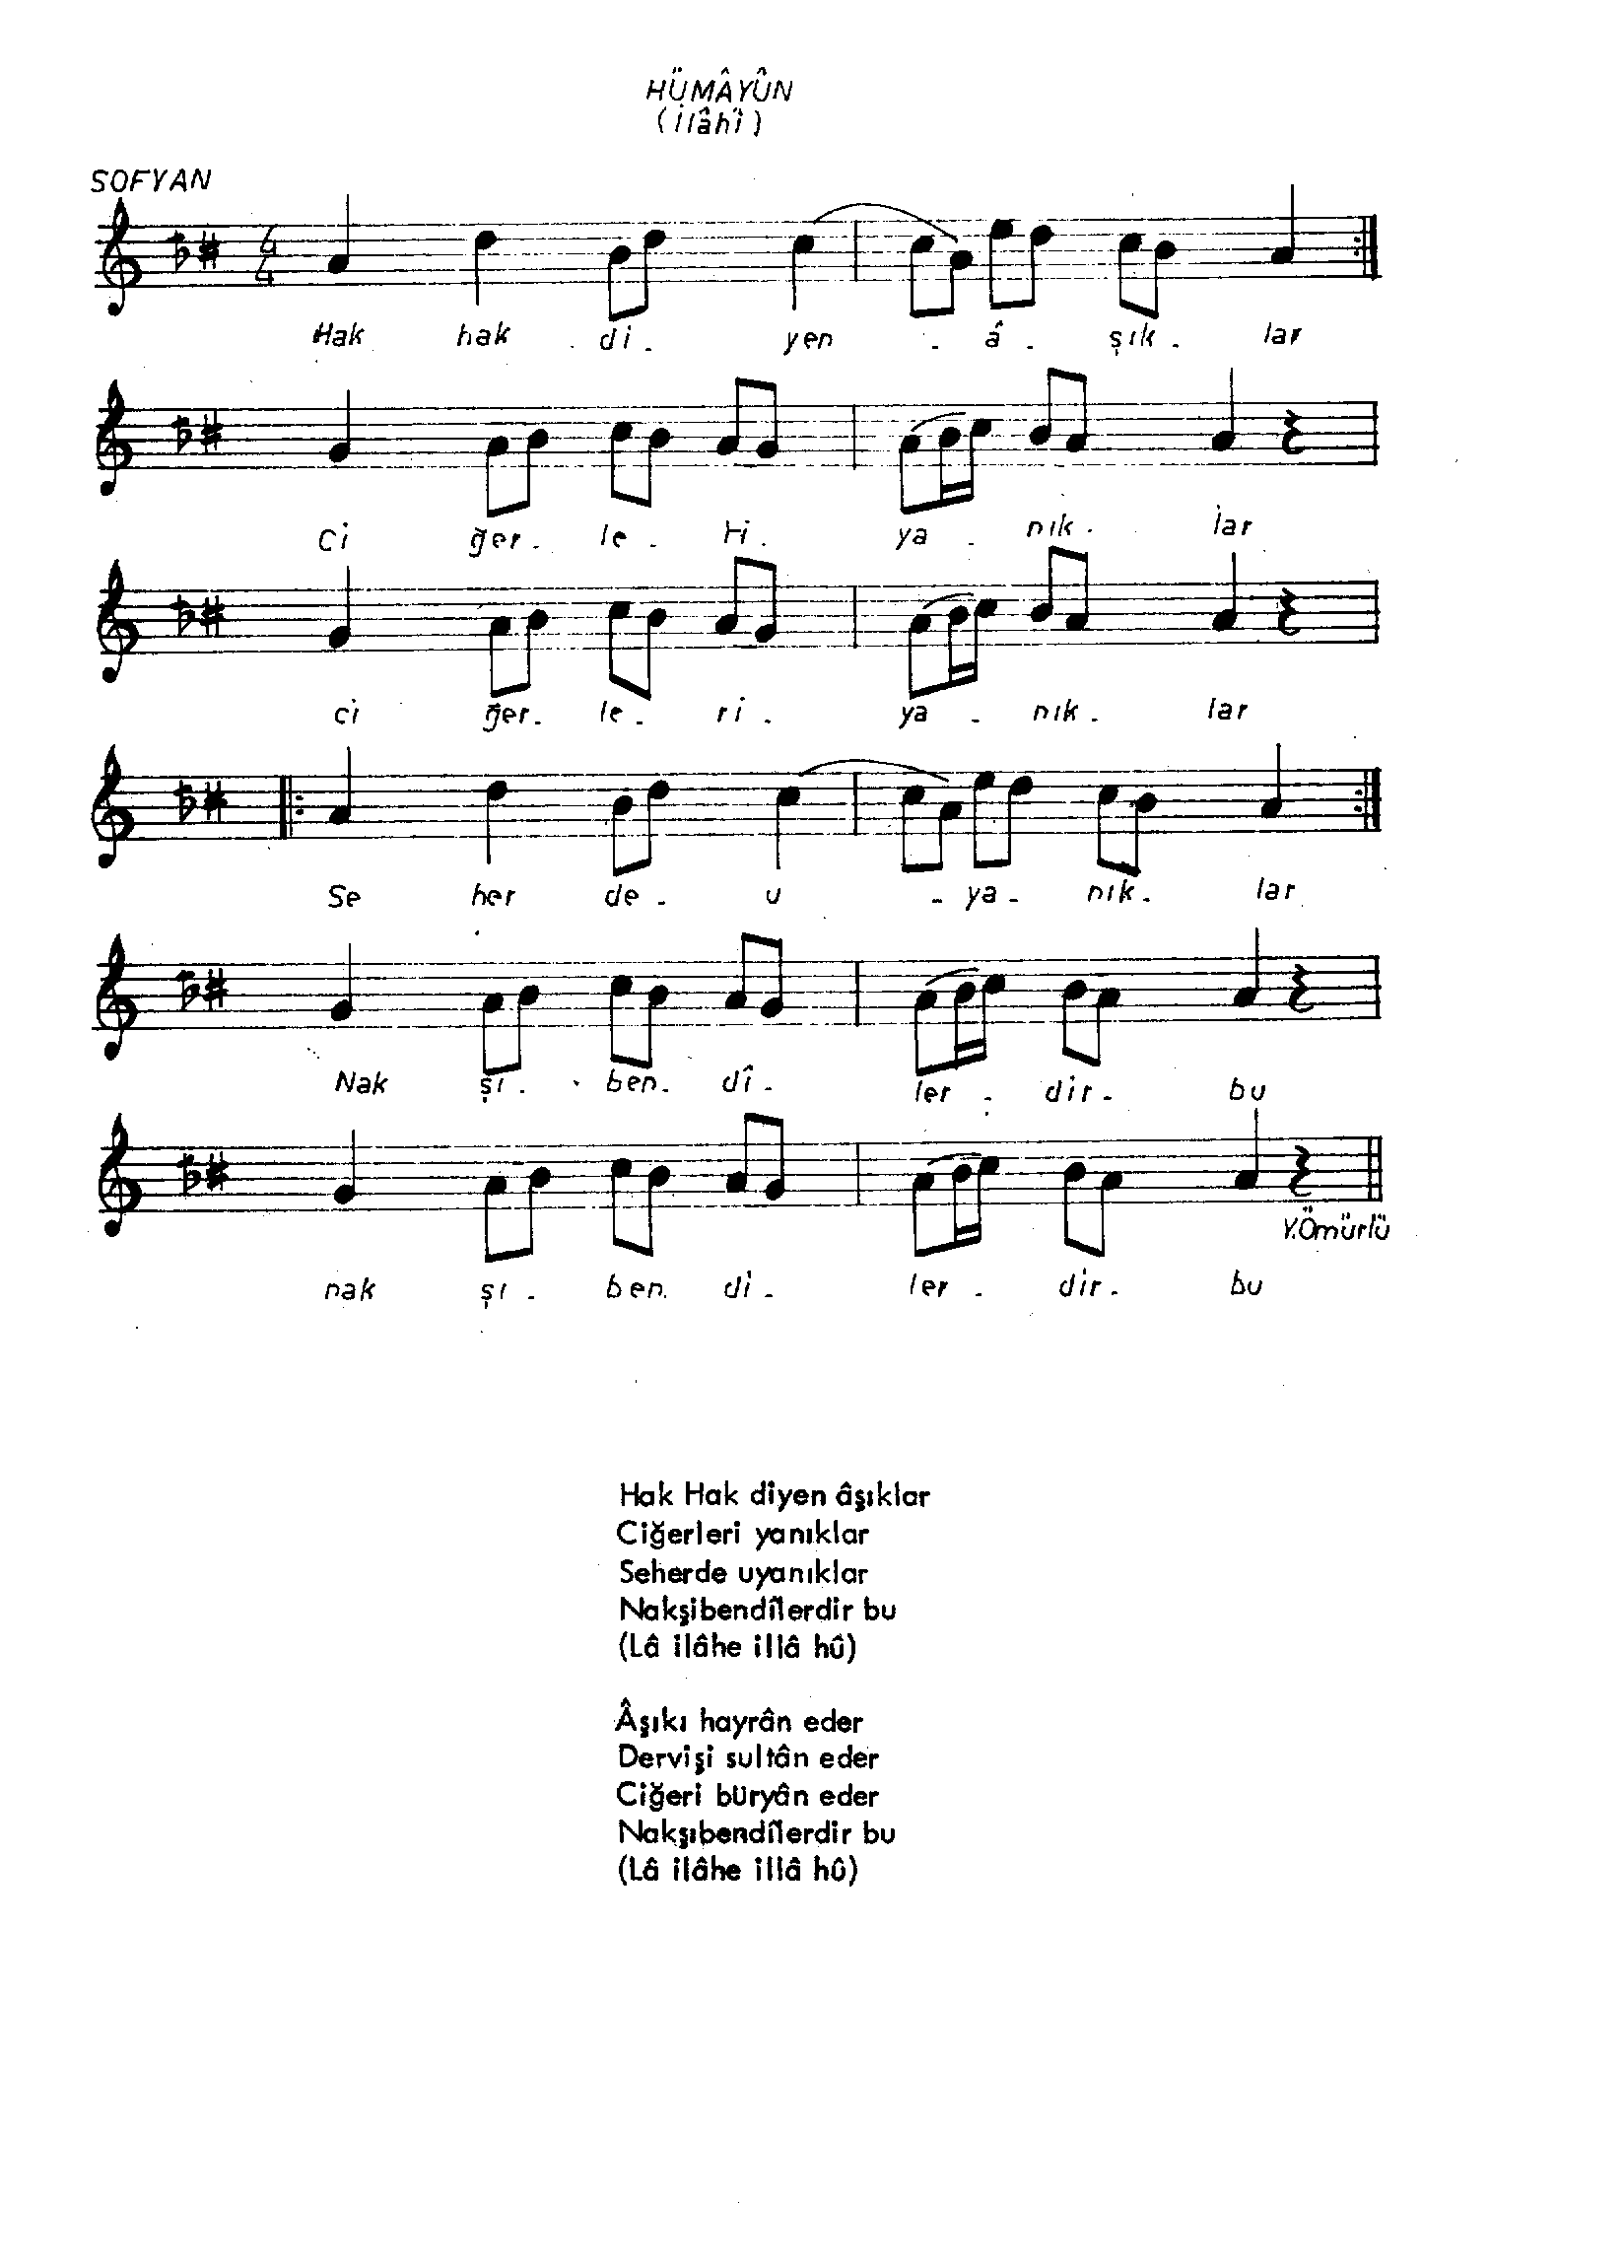 HÜMÂYÛN
(İlâhî)
SOFYAN
4
4
Hak hak di - yen - â - şık - lar
Ci ğer - le - ri - ya - nık - lar
ci ğer - le - ri - ya - nık - lar
Se her de - u - ya - nık - lar
Nak şı - ben - dî - ler - dir - bu
Y.Ömürlü
nak şı - ben. di - ler - dir - bu
Hak Hak diyen âşıklar
Ciğerleri yanıklar
Seherde uyanıklar
Nakşibendîlerdir bu
(Lâ ilâhe illâ hû)
Âşıkı hayrân eder
Dervişi sultân eder
Ciğeri büryân eder
Nakşıbendîlerdir bu
(Lâ ilâhe illâ hû)